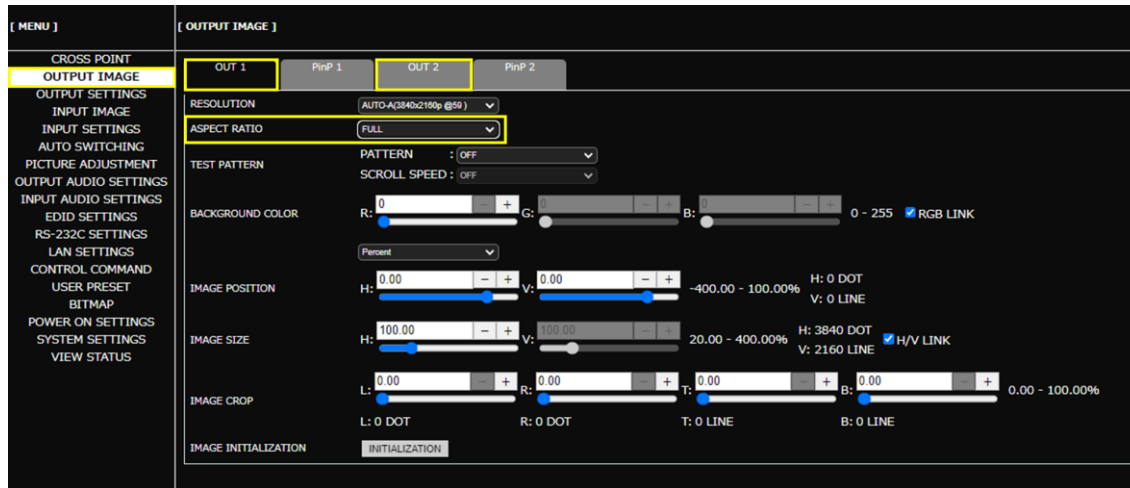 [ MENU ]
[ OUTPUT IMAGE ]
CROSS POINT
OUTPUT IMAGE
OUTPUT SETTINGS
INPUT IMAGE
INPUT SETTINGS
AUTO SWITCHING
PICTURE ADJUSTMENT
OUTPUT AUDIO SETTINGS
INPUT AUDIO SETTINGS
EDID SETTINGS
RS-232C SETTINGS
LAN SETTINGS
CONTROL COMMAND
USER PRESET
BITMAP
POWER ON SETTINGS
SYSTEM SETTINGS
VIEW STATUS
OUT 1 PinP 1 OUT 2 PinP 2
RESOLUTION AUTO-A(3840x2160p @59 )
ASPECT RATIO FULL
TEST PATTERN
PATTERN : OFF
SCROLL SPEED : OFF
BACKGROUND COLOR R: 0 - + G: 0 - + B: 0 - + 0 - 255 RGB LINK
Percent
IMAGE POSITION H: 0.00 - + V: 0.00 - + -400.00 - 100.00% H: 0 DOT
V: 0 LINE
IMAGE SIZE H: 100.00 - + V: 100.00 - + 20.00 - 400.00% H: 3840 DOT
V: 2160 LINE H/V LINK
IMAGE CROP L: 0.00 - + R: 0.00 - + T: 0.00 - + B: 0.00 - + 0.00 - 100.00%
L: 0 DOT R: 0 DOT T: 0 LINE B: 0 LINE
IMAGE INITIALIZATION INITIALIZATION